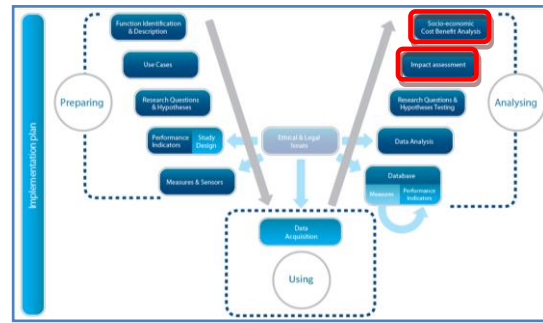 Implementation plan
Preparing
Function Identification
& Description
Use Cases
Research Questions
& Hypotheses
Performance
Indicators
Study
Design
Measures & Sensors
Ethical & Legal
Issues
Data
Acquisition
Using
Socio-economic
Cost Benefit Analysis
Impact assessment
Research Questions &
Hypotheses Testing
Data Analysis
Database
Measures
Performance
Indicators
Analysing